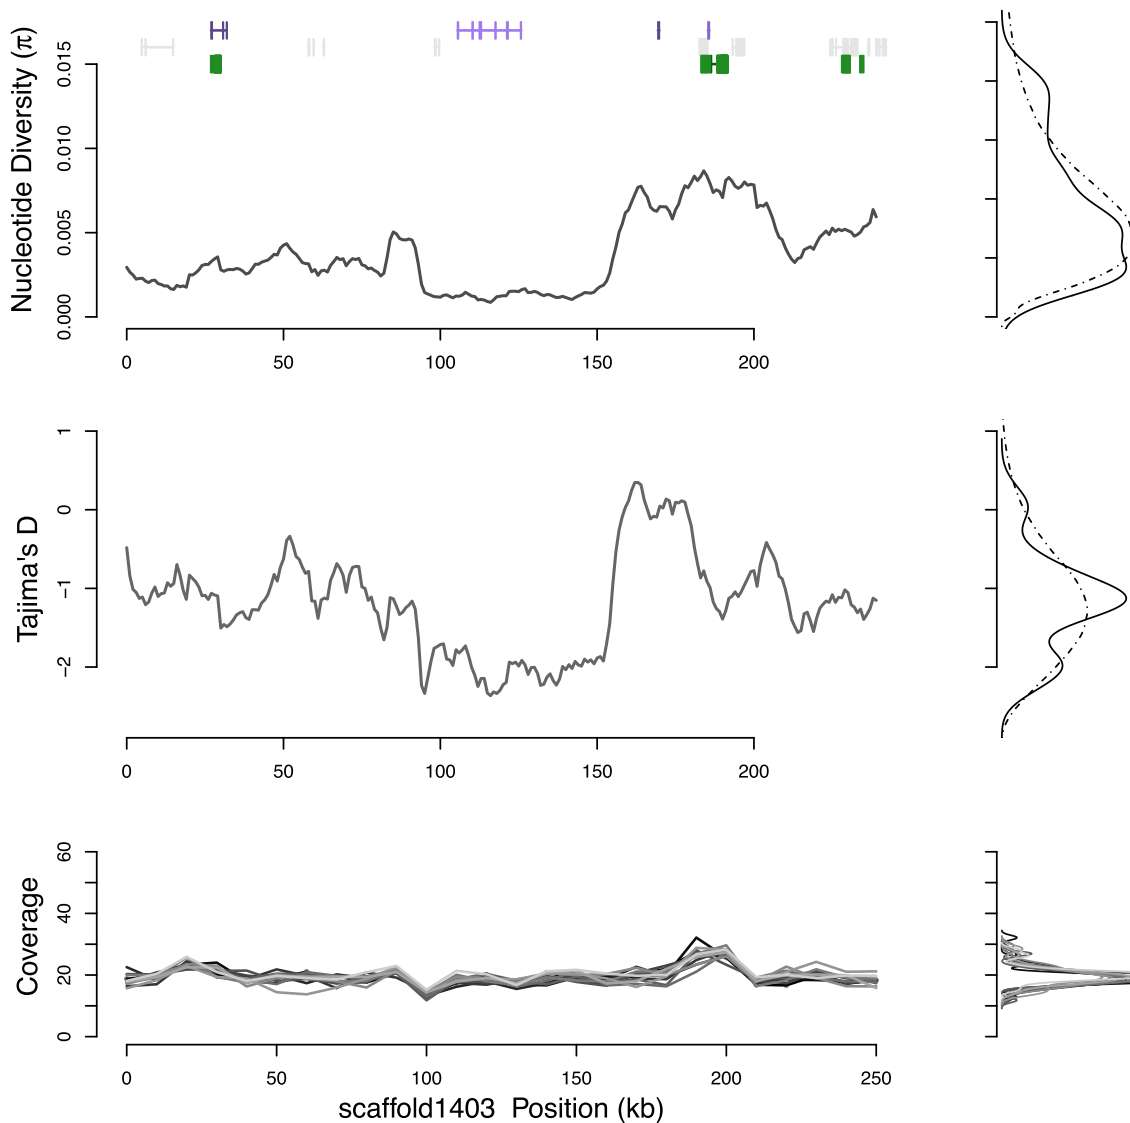 Nucleotide Diversity (π)
0.015
0.010
0.005
0.000
0 50 100 150 200
Tajima's D
1
0
−1
−2
0 50 100 150 200
Coverage
60
40
20
0
0 50 100 150 200 250
scaffold1403 Position (kb)